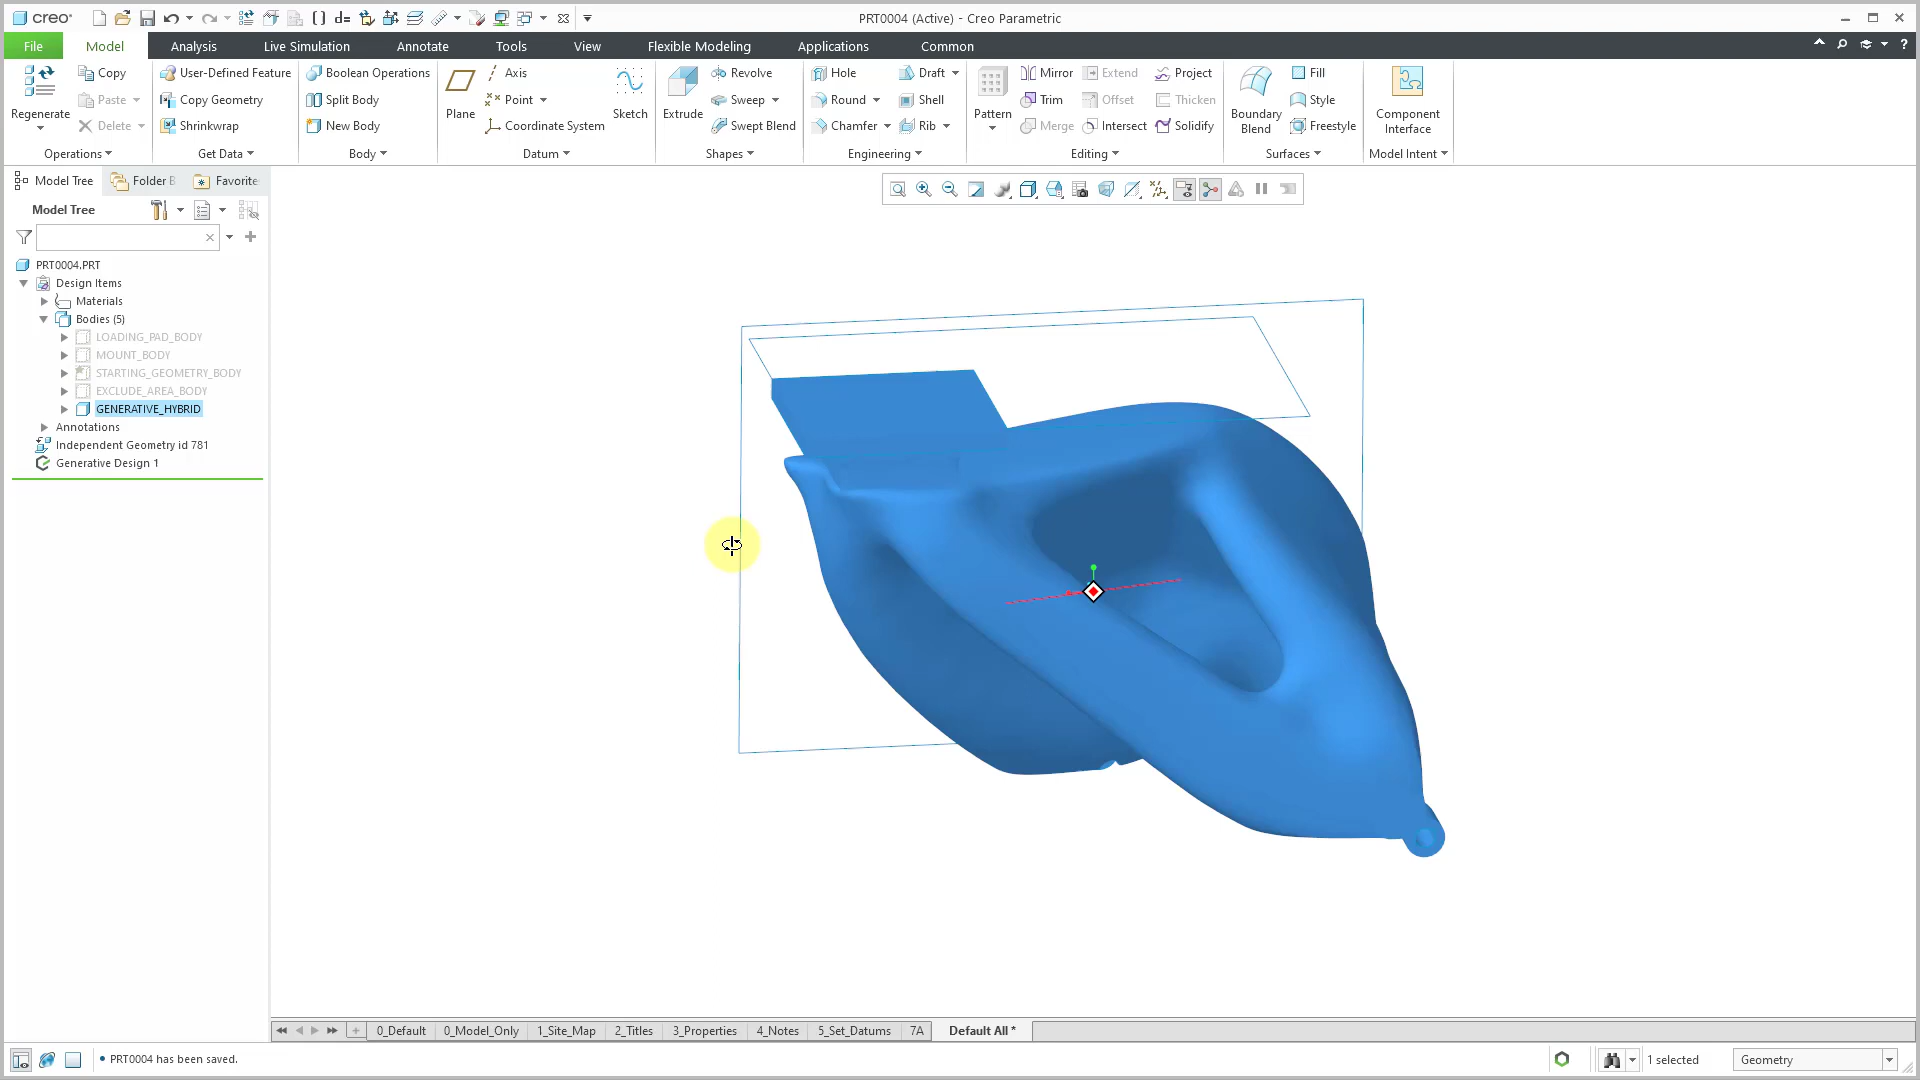 creo
PRT0004 (Active) - Creo Parametric
File Model Analysis Live Simulation Annotate Tools View Flexible Modeling Applications Common
Regenerate
Copy
Paste
Delete
Operations
User-Defined Feature
Copy Geometry
Shrinkwrap
Get Data
Boolean Operations
Split Body
New Body
Body
Plane
Axis
Point
Coordinate System
Sketch
Datum
Extrude
Revolve
Sweep
Swept Blend
Shapes
Hole
Round
Chamfer
Draft
Shell
Rib
Engineering
Pattern
Mirror
Trim
Merge
Extend
Offset
Intersect
Project
Thicken
Solidify
Editing
Boundary
Blend
Fill
Style
Freestyle
Surfaces
Component
Interface
Model Intent
Model Tree Folder B Favorite
Model Tree
PRT0004.PRT
Design Items
Materials
Bodies (5)
LOADING_PAD_BODY
MOUNT_BODY
STARTING_GEOMETRY_BODY
EXCLUDE_AREA_BODY
GENERATIVE_HYBRID
Annotations
Independent Geometry id 781
Generative Design 1
0_Default 0_Model_Only 1_Site_Map 2_Titles 3_Properties 4_Notes 5_Set_Datums 7A Default All *
• PRT0004 has been saved.
1 selected
Geometry